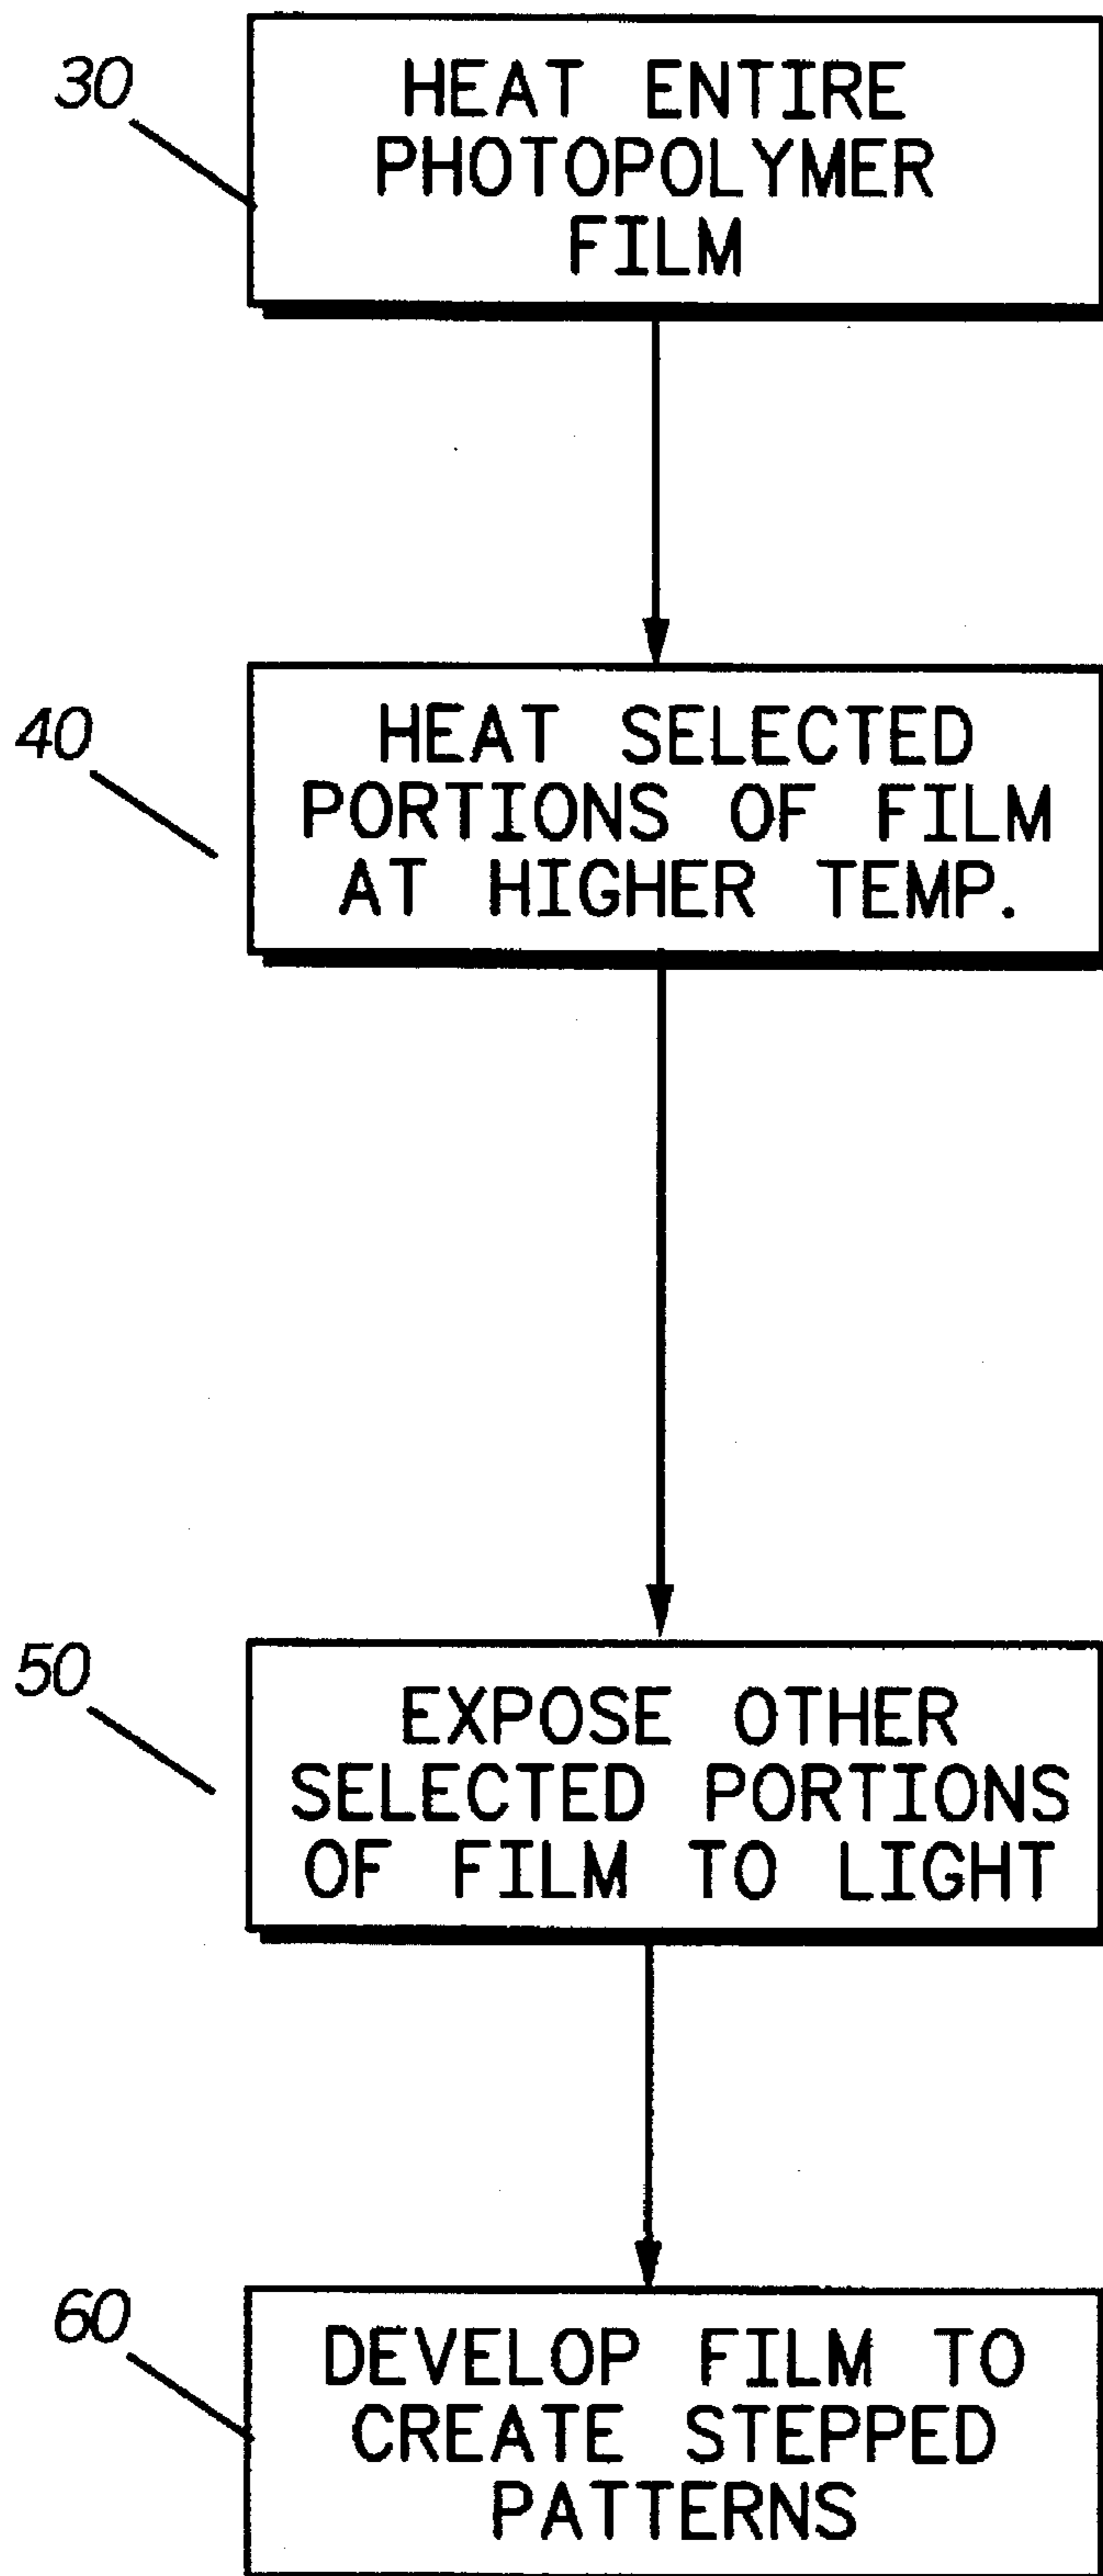 30
HEAT ENTIRE
PHOTOPOLYMER
FILM
40
HEAT SELECTED
PORTIONS OF FILM
AT HIGHER TEMP.
50
EXPOSE OTHER
SELECTED PORTIONS
OF FILM TO LIGHT
60
DEVELOP FILM TO
CREATE STEPPED
PATTERNS